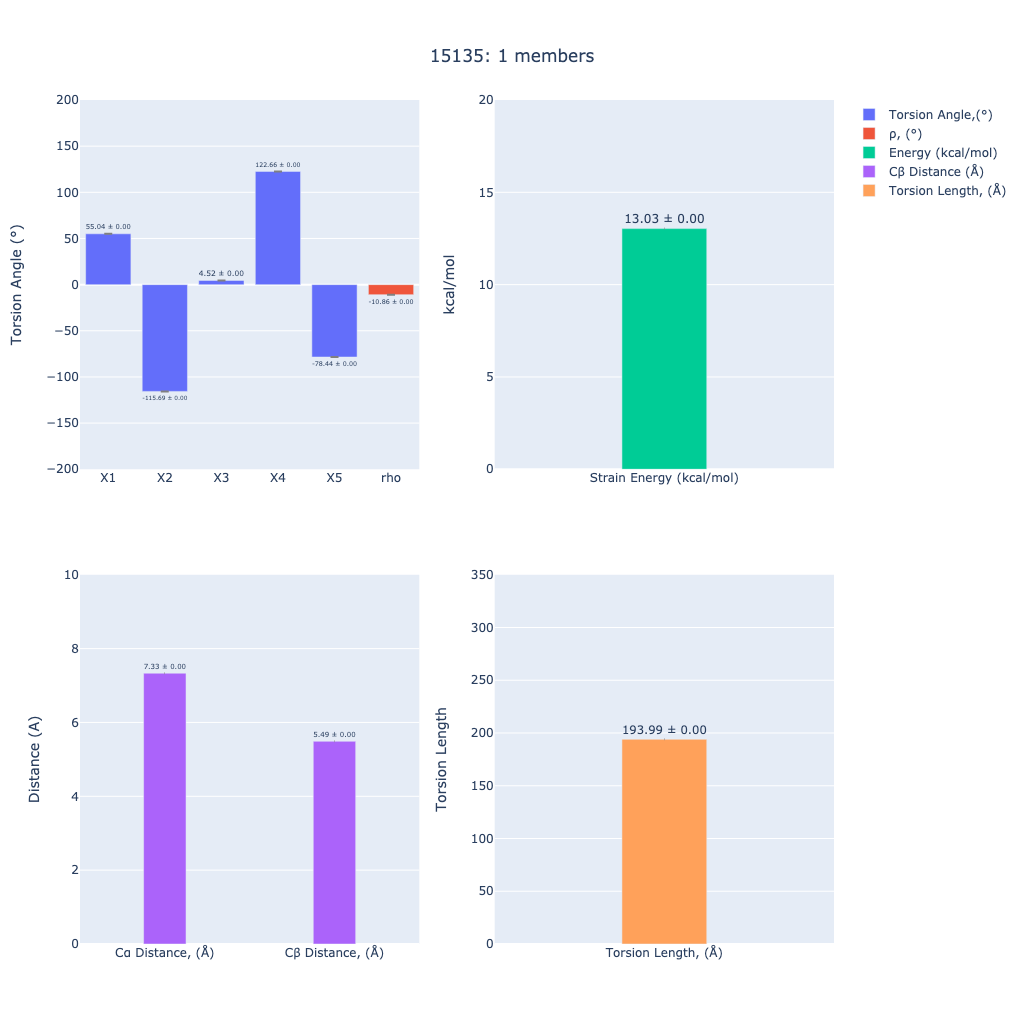 15135: 1 members
Torsion Angle (°)
200
150
100
50
0
−50
−100
−150
−200
55.04 ± 0.00
-115.69 ± 0.00
4.52 ± 0.00
122.66 ± 0.00
-78.44 ± 0.00
-10.86 ± 0.00
X1 X2 X3 X4 X5 rho
kcal/mol
20
15
10
5
0
13.03 ± 0.00
Strain Energy (kcal/mol)
Torsion Angle,(°)
ρ, (°)
Energy (kcal/mol)
Cβ Distance (Å)
Torsion Length, (Å)
Distance (A)
10
8
6
4
2
0
7.33 ± 0.00
5.49 ± 0.00
Cα Distance, (Å) Cβ Distance, (Å)
Torsion Length
350
300
250
200
150
100
50
0
193.99 ± 0.00
Torsion Length, (Å)